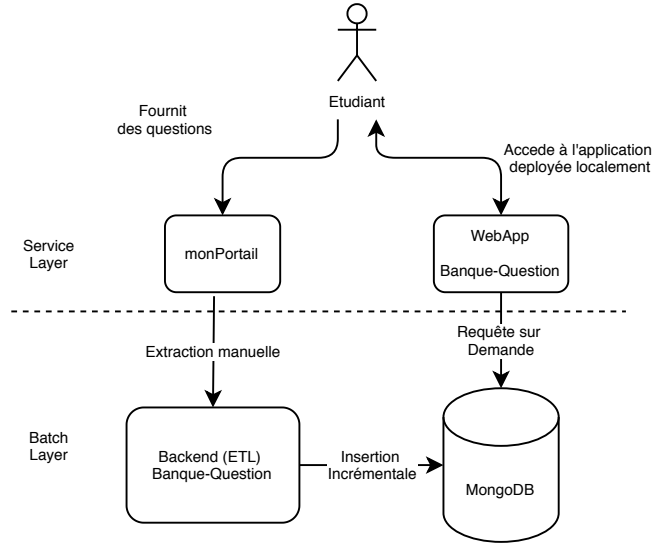 Etudiant
Fournit
des questions
Accede à l'application
deployée localement
Service
Layer
monPortail
WebApp
Banque-Question
Extraction manuelle
Requête sur
Demande
Batch
Layer
Backend (ETL)
Banque-Question
Insertion
Incrémentale
MongoDB